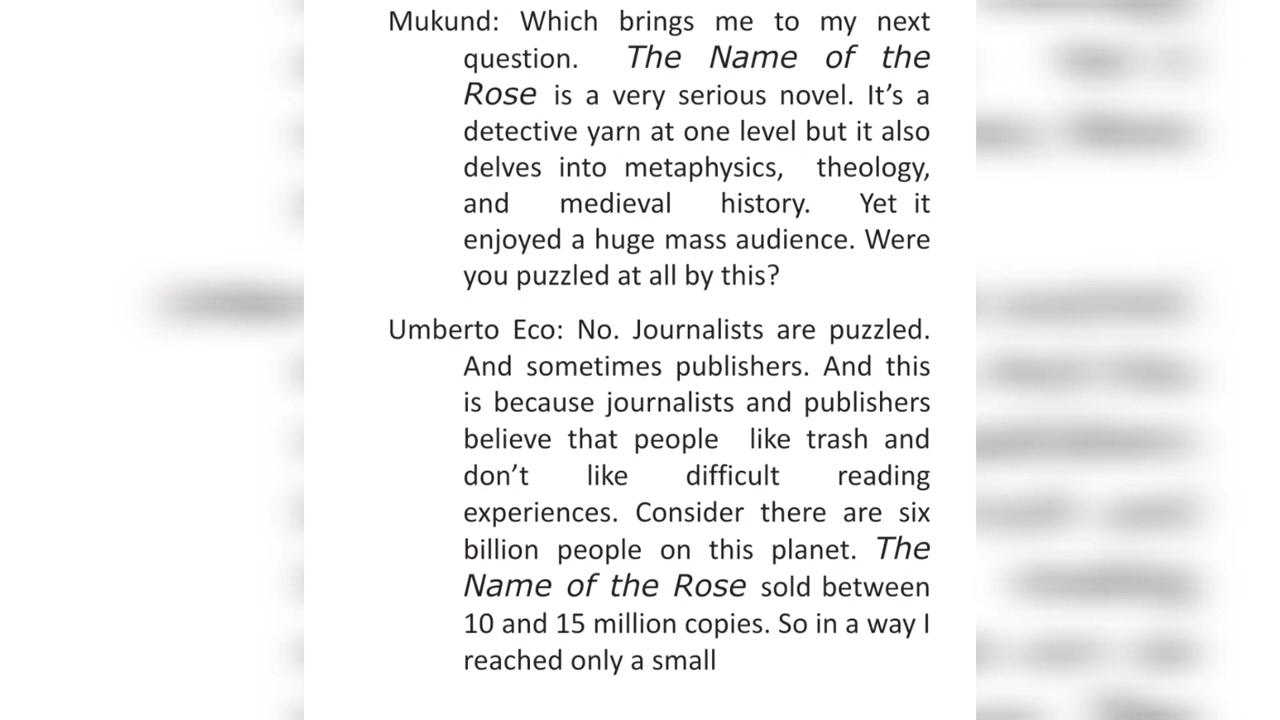 Mukund: Which brings me to my next
question. The Name of the
Rose is a very serious novel. It’s a
detective yarn at one level but it also
delves into metaphysics, theology,
and medieval history. Yet it
enjoyed a huge mass audience. Were
you puzzled at all by this?
Umberto Eco: No. Journalists are puzzled.
And sometimes publishers. And this
is because journalists and publishers
believe that people like trash and
don’t like difficult reading
experiences. Consider there are six
billion people on this planet. The
Name of the Rose sold between
10 and 15 million copies. So in a way I
reached only a small